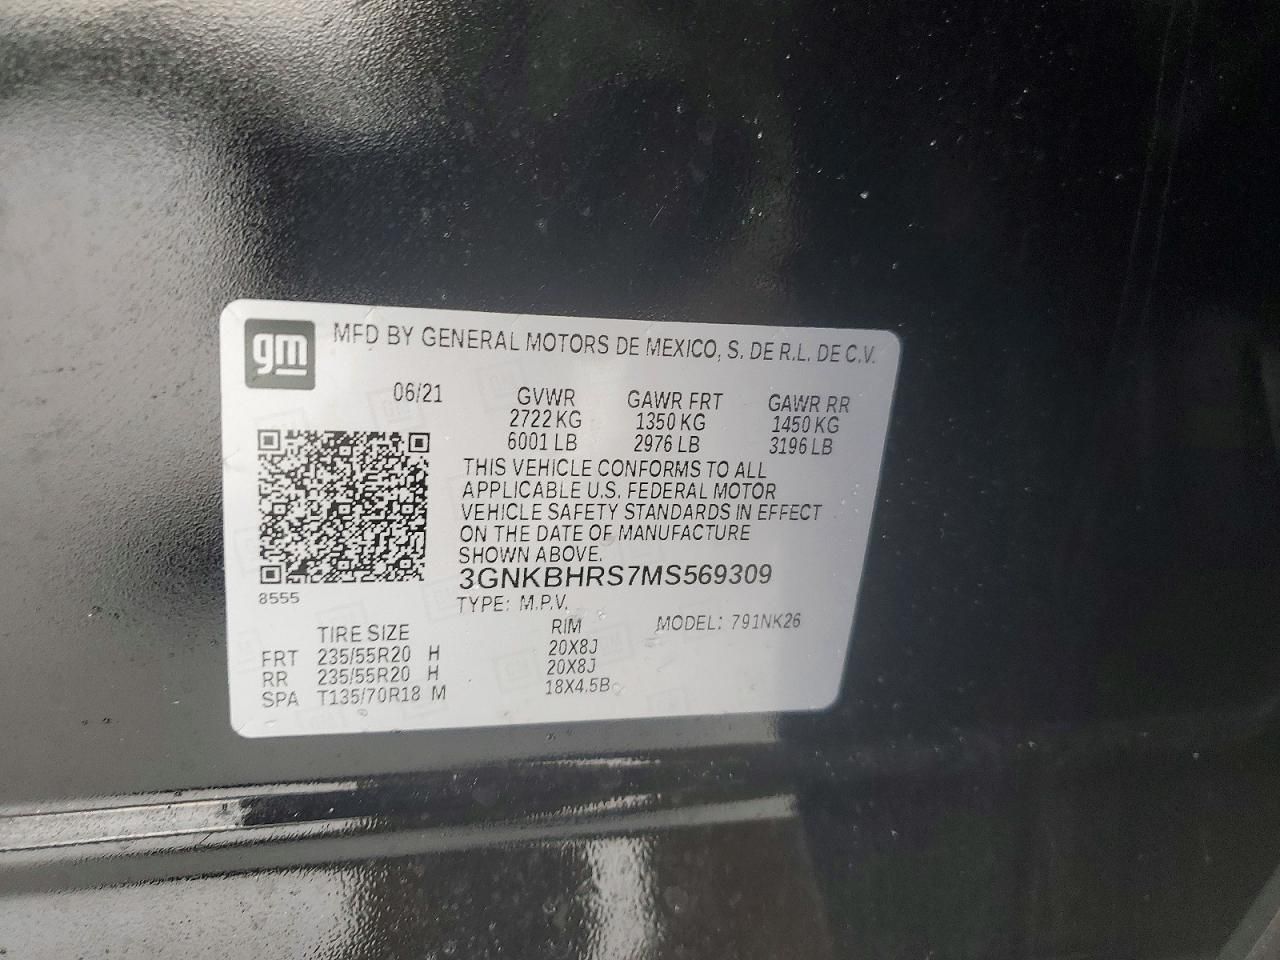 gm MFD BY GENERAL MOTORS DE MEXICO, S. DE R.L. DE C.V.
06/21 GVWR GAWR FRT GAWR RR
2722 KG 1350 KG 1450 KG
6001 LB 2976 LB 3196 LB
THIS VEHICLE CONFORMS TO ALL
APPLICABLE U.S. FEDERAL MOTOR
VEHICLE SAFETY STANDARDS IN EFFECT
ON THE DATE OF MANUFACTURE
SHOWN ABOVE.
3GNKBHRS7MS569309
8555
TYPE: M.P.V.
TIRE SIZE RIM MODEL: 791NK26
FRT 235/55R20 H 20X8J
RR 235/55R20 H 20X8J
SPA T135/70R18 M 18X4.5B